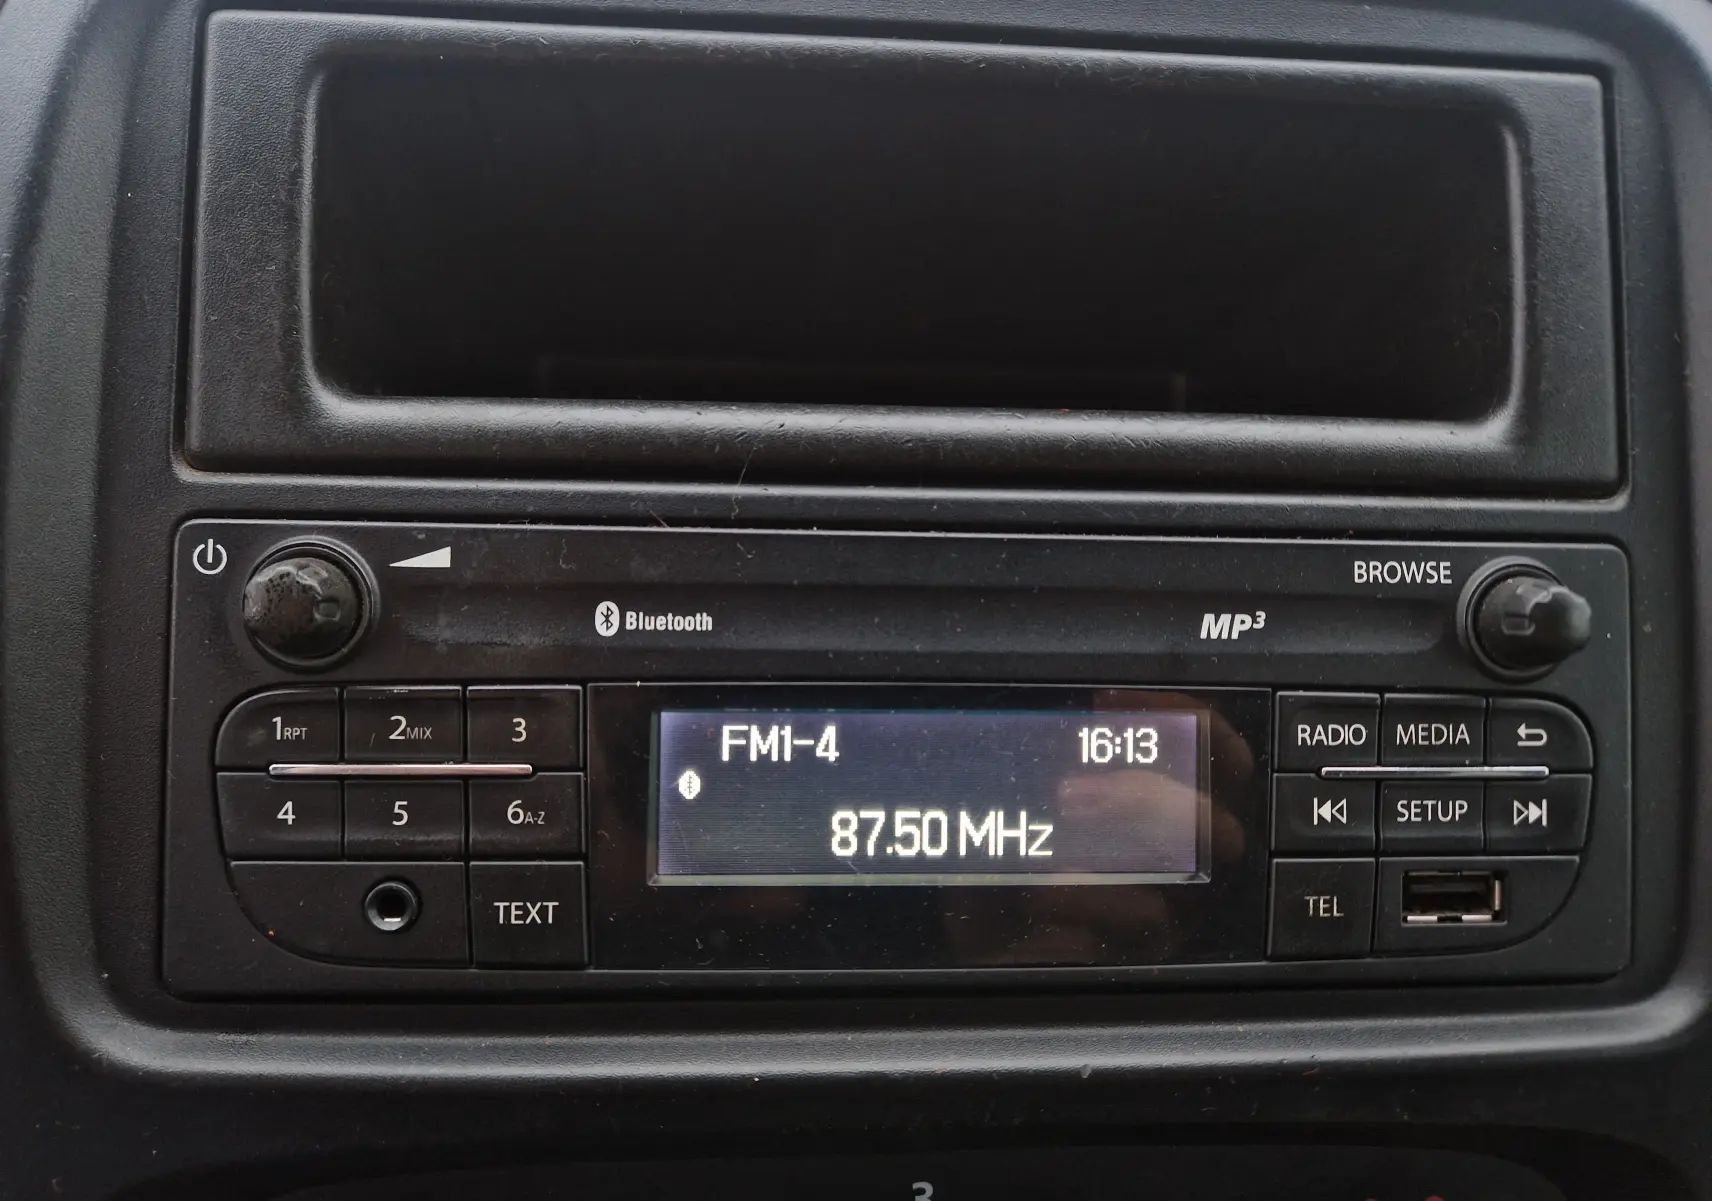 BROWSE
Bluetooth
MP3
1RPT 2MIX 3
FM1-4 16:13
RADIO MEDIA
4 5 6A-Z
87.50 MHz
SETUP
TEXT
TEL
3